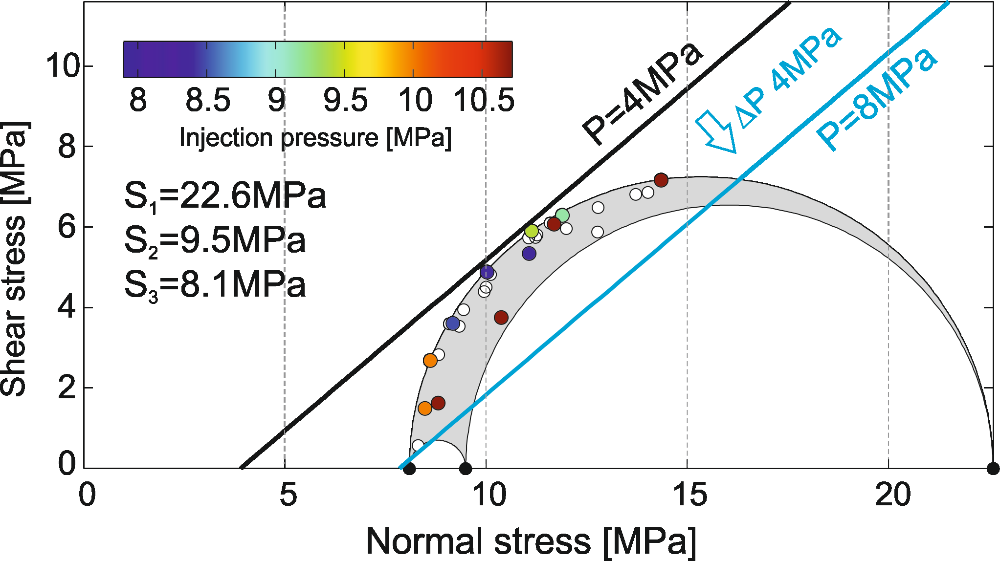 10
8
6
4
2
0
Shear stress [MPa]
8 8.5 9 9.5 10 10.5
Injection pressure [MPa]
S₁=22.6MPa
S₂=9.5MPa
S₃=8.1MPa
P=4MPa
ΔP 4MPa
P=8MPa
0 5 10 15 20
Normal stress [MPa]